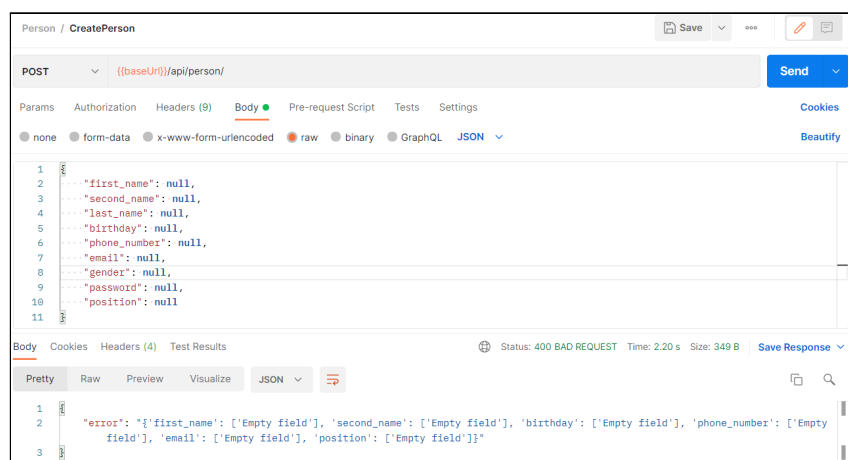 Person / CreatePerson
Save
POST {{baseUrl}}/api/person/ Send
Params Authorization Headers (9) Body Pre-request Script Tests Settings Cookies
none form-data x-www-form-urlencoded raw binary GraphQL JSON Beautify
1 {
2 "first_name": null,
3 "second_name": null,
4 "last_name": null,
5 "birthday": null,
6 "phone_number": null,
7 "email": null,
8 "gender": null,
9 "password": null,
10 "position": null
11 }
Body Cookies Headers (4) Test Results Status: 400 BAD REQUEST Time: 2.20 s Size: 349 B Save Response
Pretty Raw Preview Visualize JSON
1 {
2 "error": "{'first_name': ['Empty field'], 'second_name': ['Empty field'], 'birthday': ['Empty field'], 'phone_number': ['Empty
field'], 'email': ['Empty field'], 'position': ['Empty field']}"
3 }